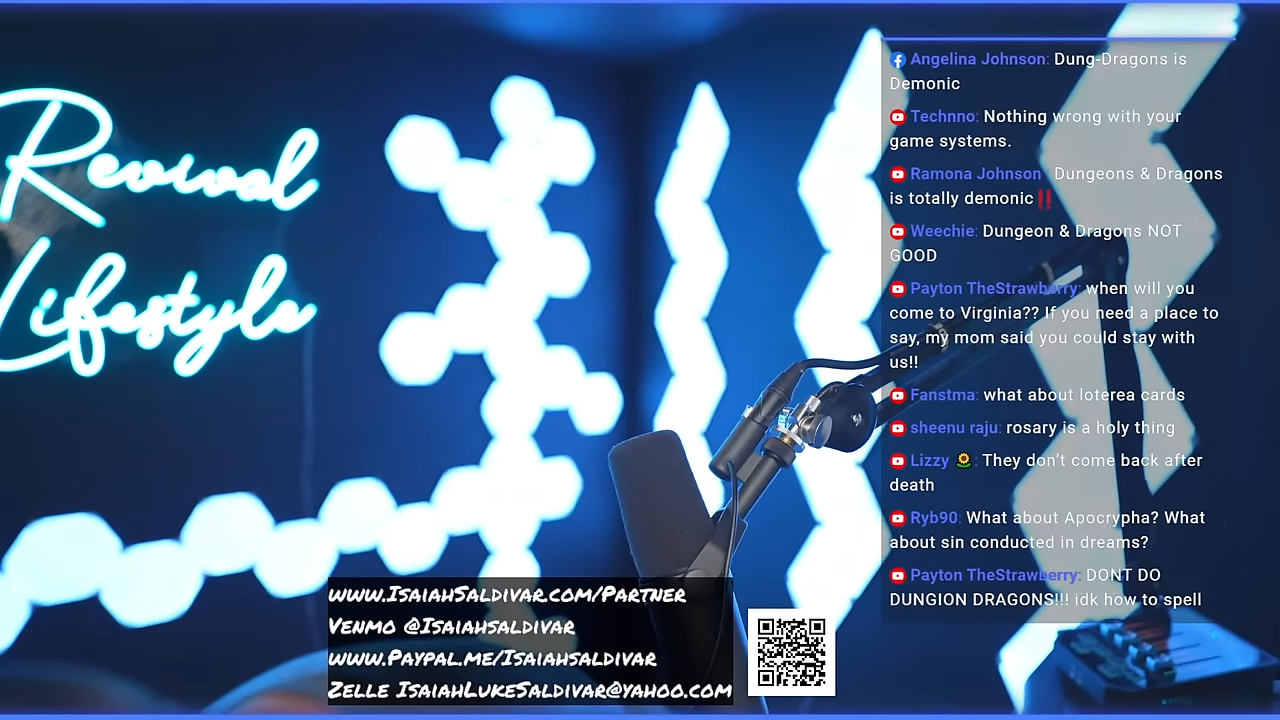 Revival
Lifestyle
Angelina Johnson: Dung-Dragons is
Demonic
Technno: Nothing wrong with your
game systems.
Ramona Johnson: Dungeons & Dragons
is totally demonic‼️
Weechie: Dungeon & Dragons NOT
GOOD
Payton TheStrawberry: when will you
come to Virginia?? If you need a place to
say, my mom said you could stay with
us!!
Fanstma: what about loterea cards
sheenu raju: rosary is a holy thing
Lizzy 🌻: They don't come back after
death
Ryb90: What about Apocrypha? What
about sin conducted in dreams?
Payton TheStrawberry: DONT DO
DUNGION DRAGONS!!! idk how to spell
www.IsaiahSaldivar.com/Partner
Venmo @Isaiahsaldivar
www.Paypal.me/Isaiahsaldivar
Zelle IsaiahLukeSaldivar@yahoo.com